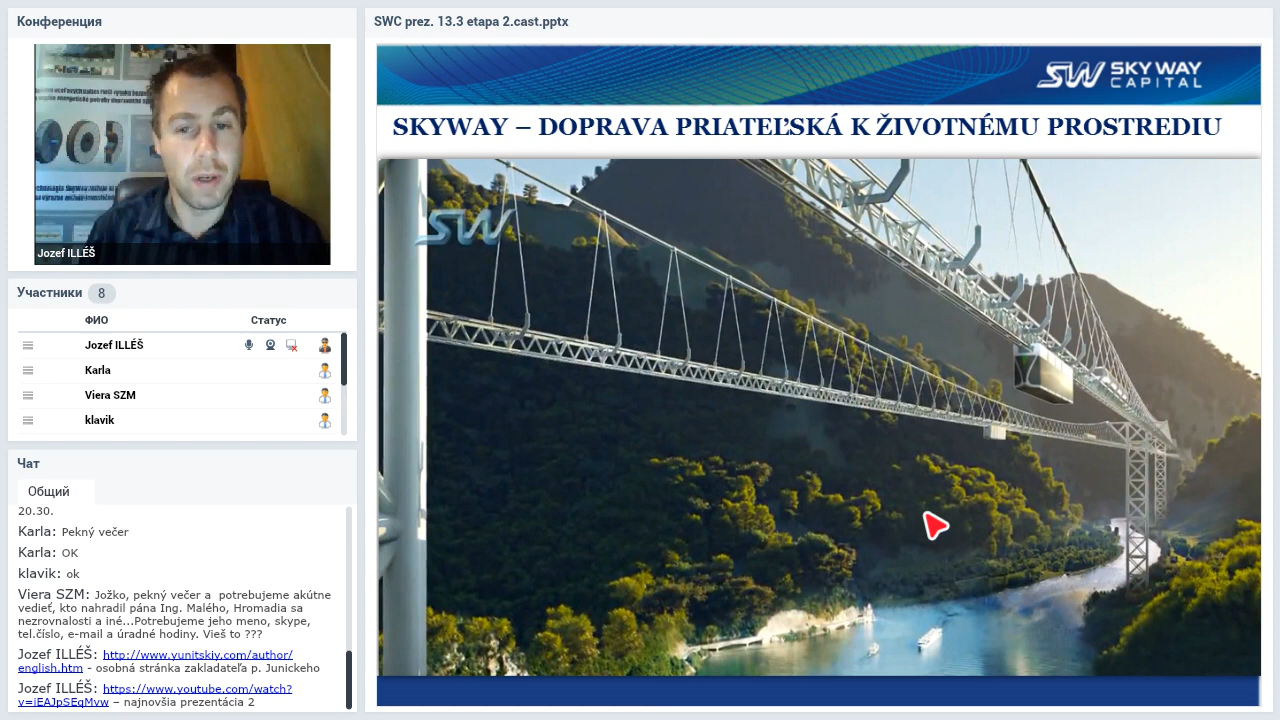 Конференция
Jozef ILLÉŠ
Участники 8
ФИО Статус
Jozef ILLÉŠ
Karla
Viera SZM
klavik
Чат
Общий
20.30.
Karla: Pekný večer
Karla: OK
klavik: ok
Viera SZM: Jožko, pekný večer a potrebujeme akútne
vedieť, kto nahradil pána Ing. Malého, Hromadia sa
nezrovnalosti a iné...Potrebujeme jeho meno, skype,
tel.číslo, e-mail a úradné hodiny. Vieš to ???
Jozef ILLÉŠ: http://www.yunitskiy.com/author/
english.htm - osobná stránka zakladateľa p. Junickeho
Jozef ILLÉŠ: https://www.youtube.com/watch?
v=jEAJpSEqMvw – najnovšia prezentácia 2
SWC prez. 13.3 etapa 2.cast.pptx
SW SKY WAY
CAPITAL
SKYWAY – DOPRAVA PRIATEĽSKÁ K ŽIVOTNÉMU PROSTREDIU
SW